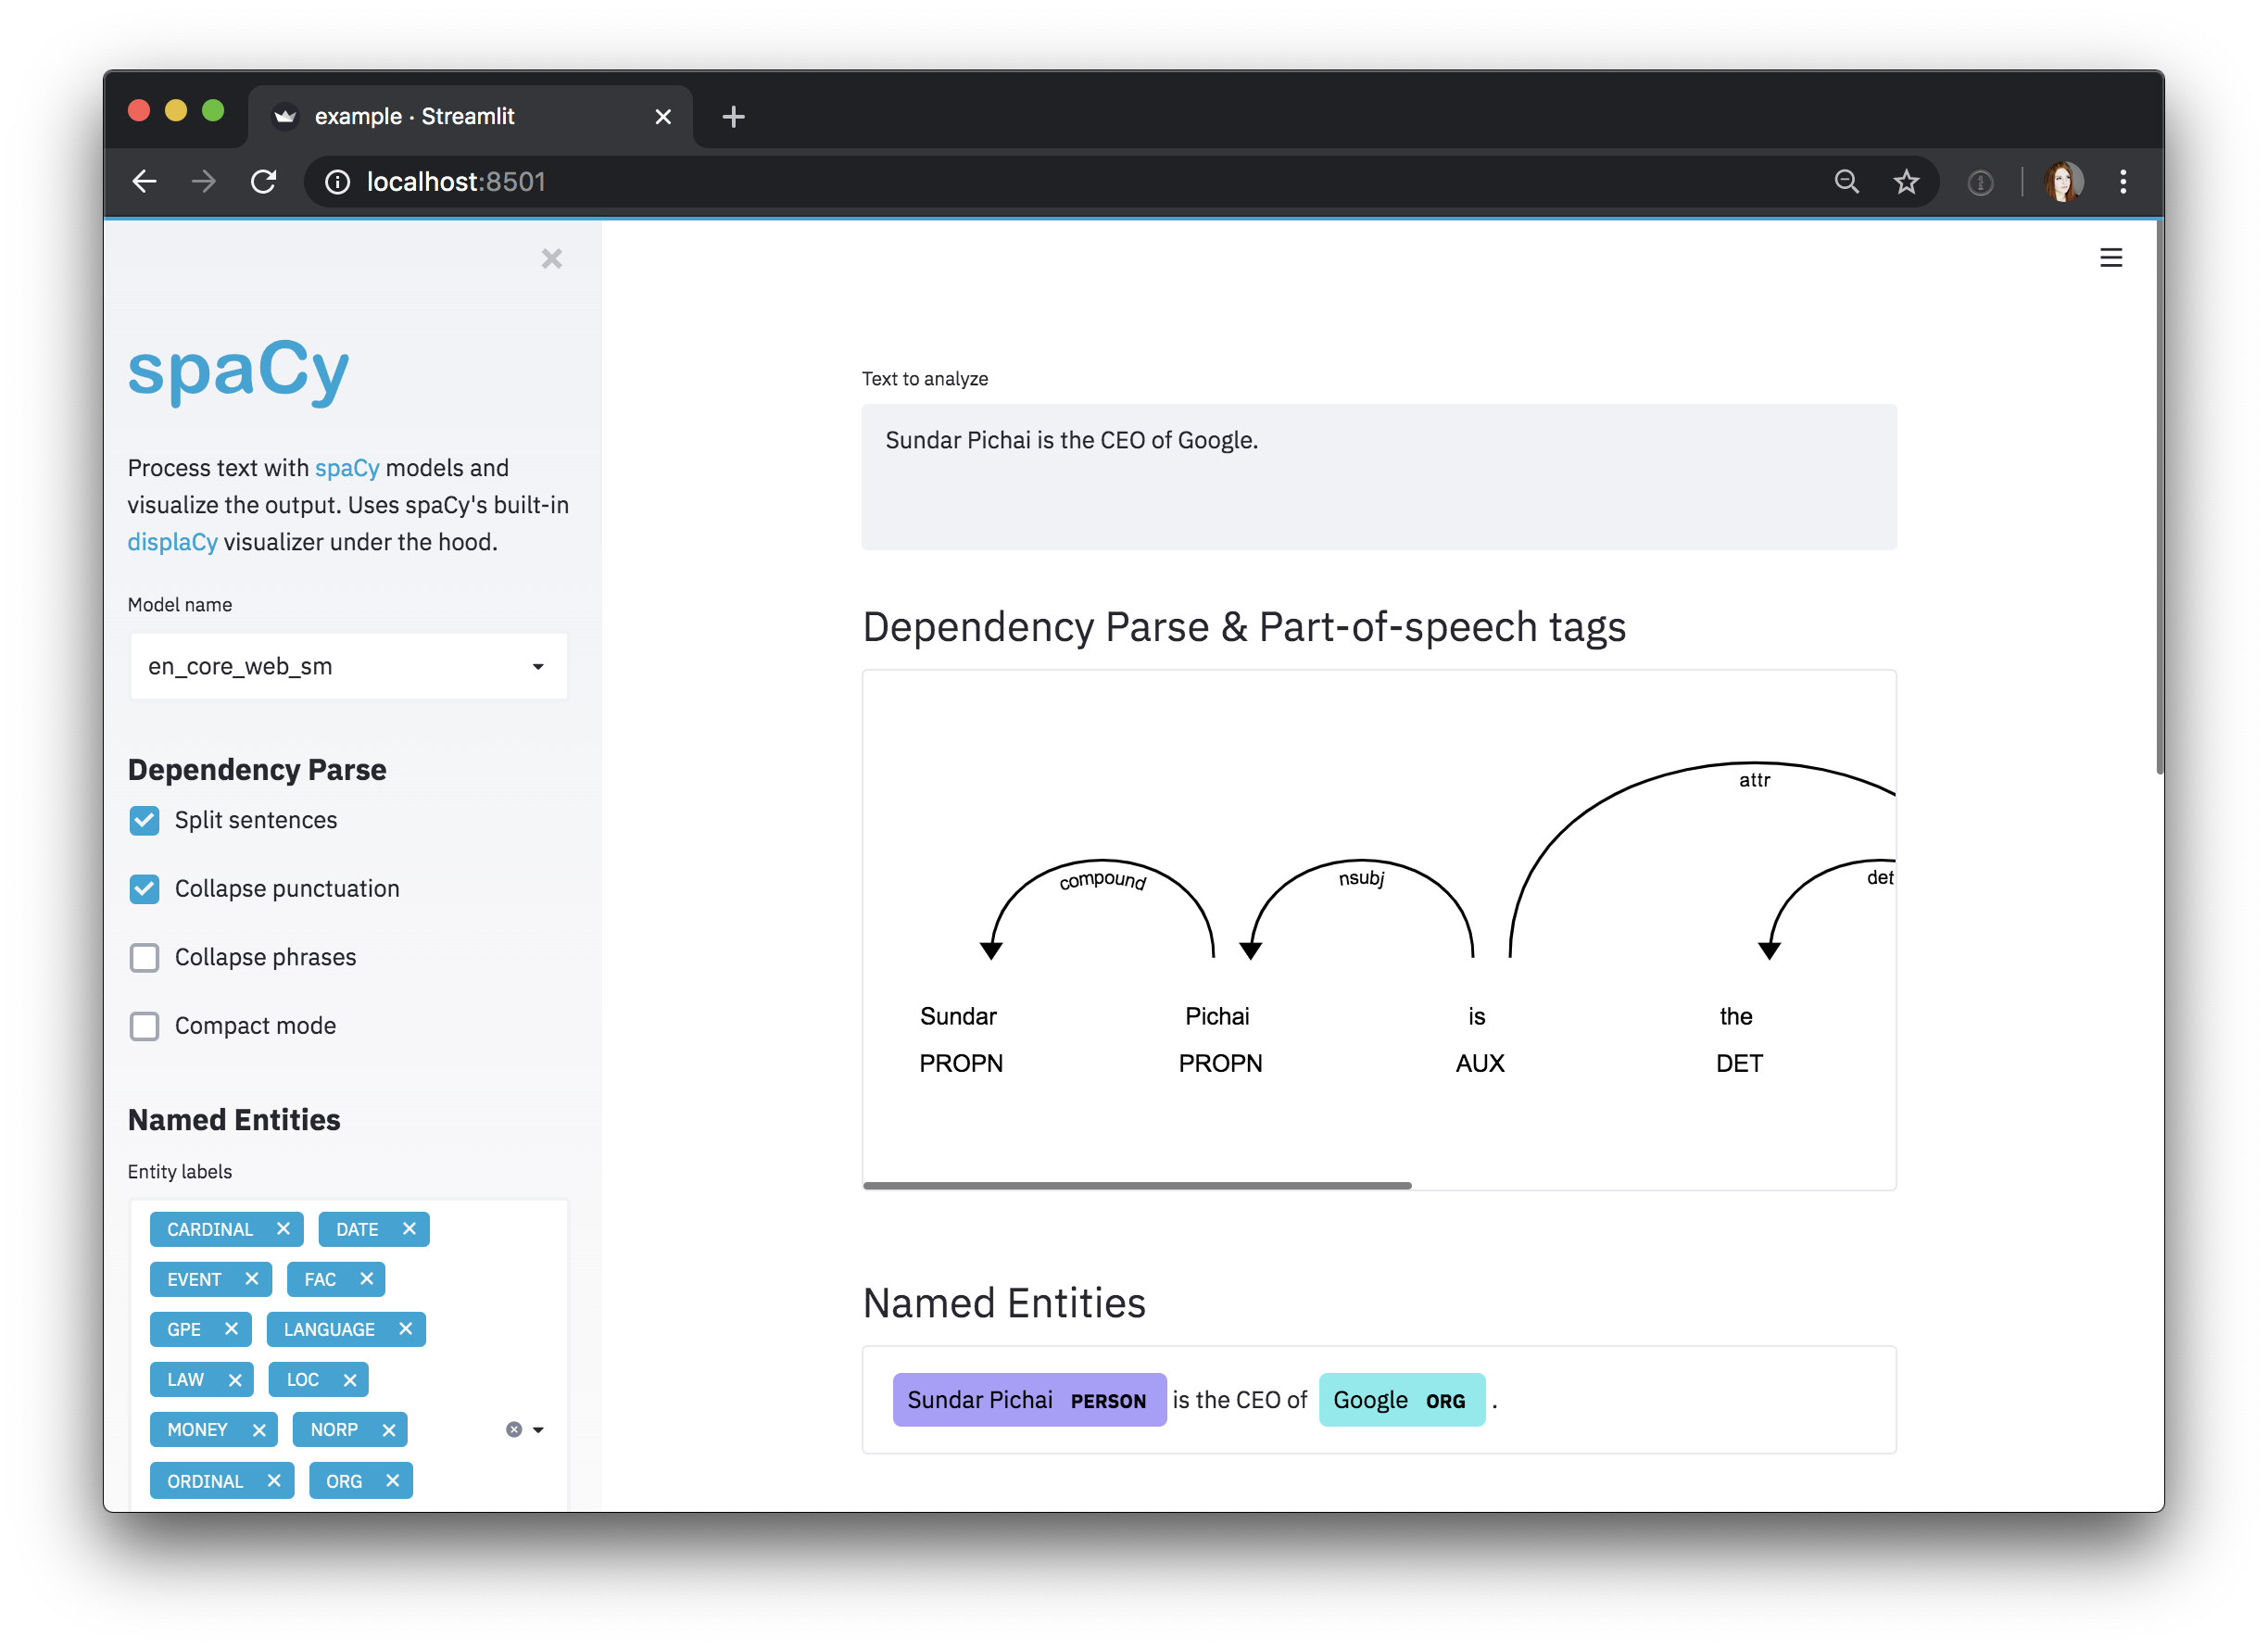 example · Streamlit
localhost:8501
spaCy
Process text with spaCy models and
visualize the output. Uses spaCy's built-in
displaCy visualizer under the hood.
Model name
en_core_web_sm
Dependency Parse
Split sentences
Collapse punctuation
Collapse phrases
Compact mode
Named Entities
Entity labels
CARDINAL DATE
EVENT FAC
GPE LANGUAGE
LAW LOC
MONEY NORP
ORDINAL ORG
Text to analyze
Sundar Pichai is the CEO of Google.
Dependency Parse & Part-of-speech tags
attr
compound nsubj det
Sundar Pichai is the
PROPN PROPN AUX DET
Named Entities
Sundar Pichai PERSON is the CEO of Google ORG .